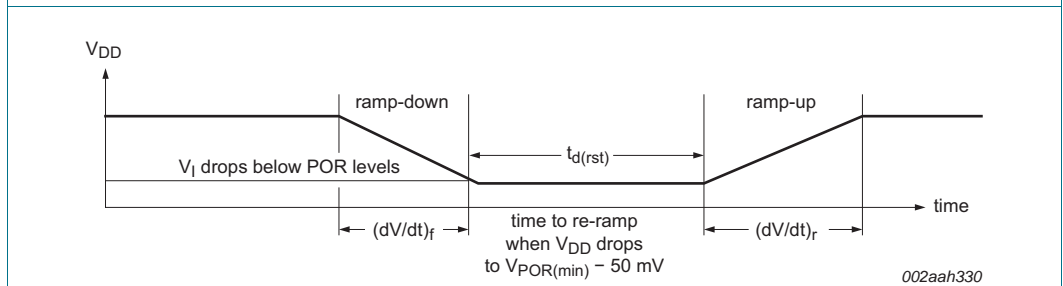 VDD
ramp-down
ramp-up
td(rst)
VI drops below POR levels
time
(dV/dt)f
time to re-ramp
when VDD drops
to VPOR(min) − 50 mV
(dV/dt)r
002aah330